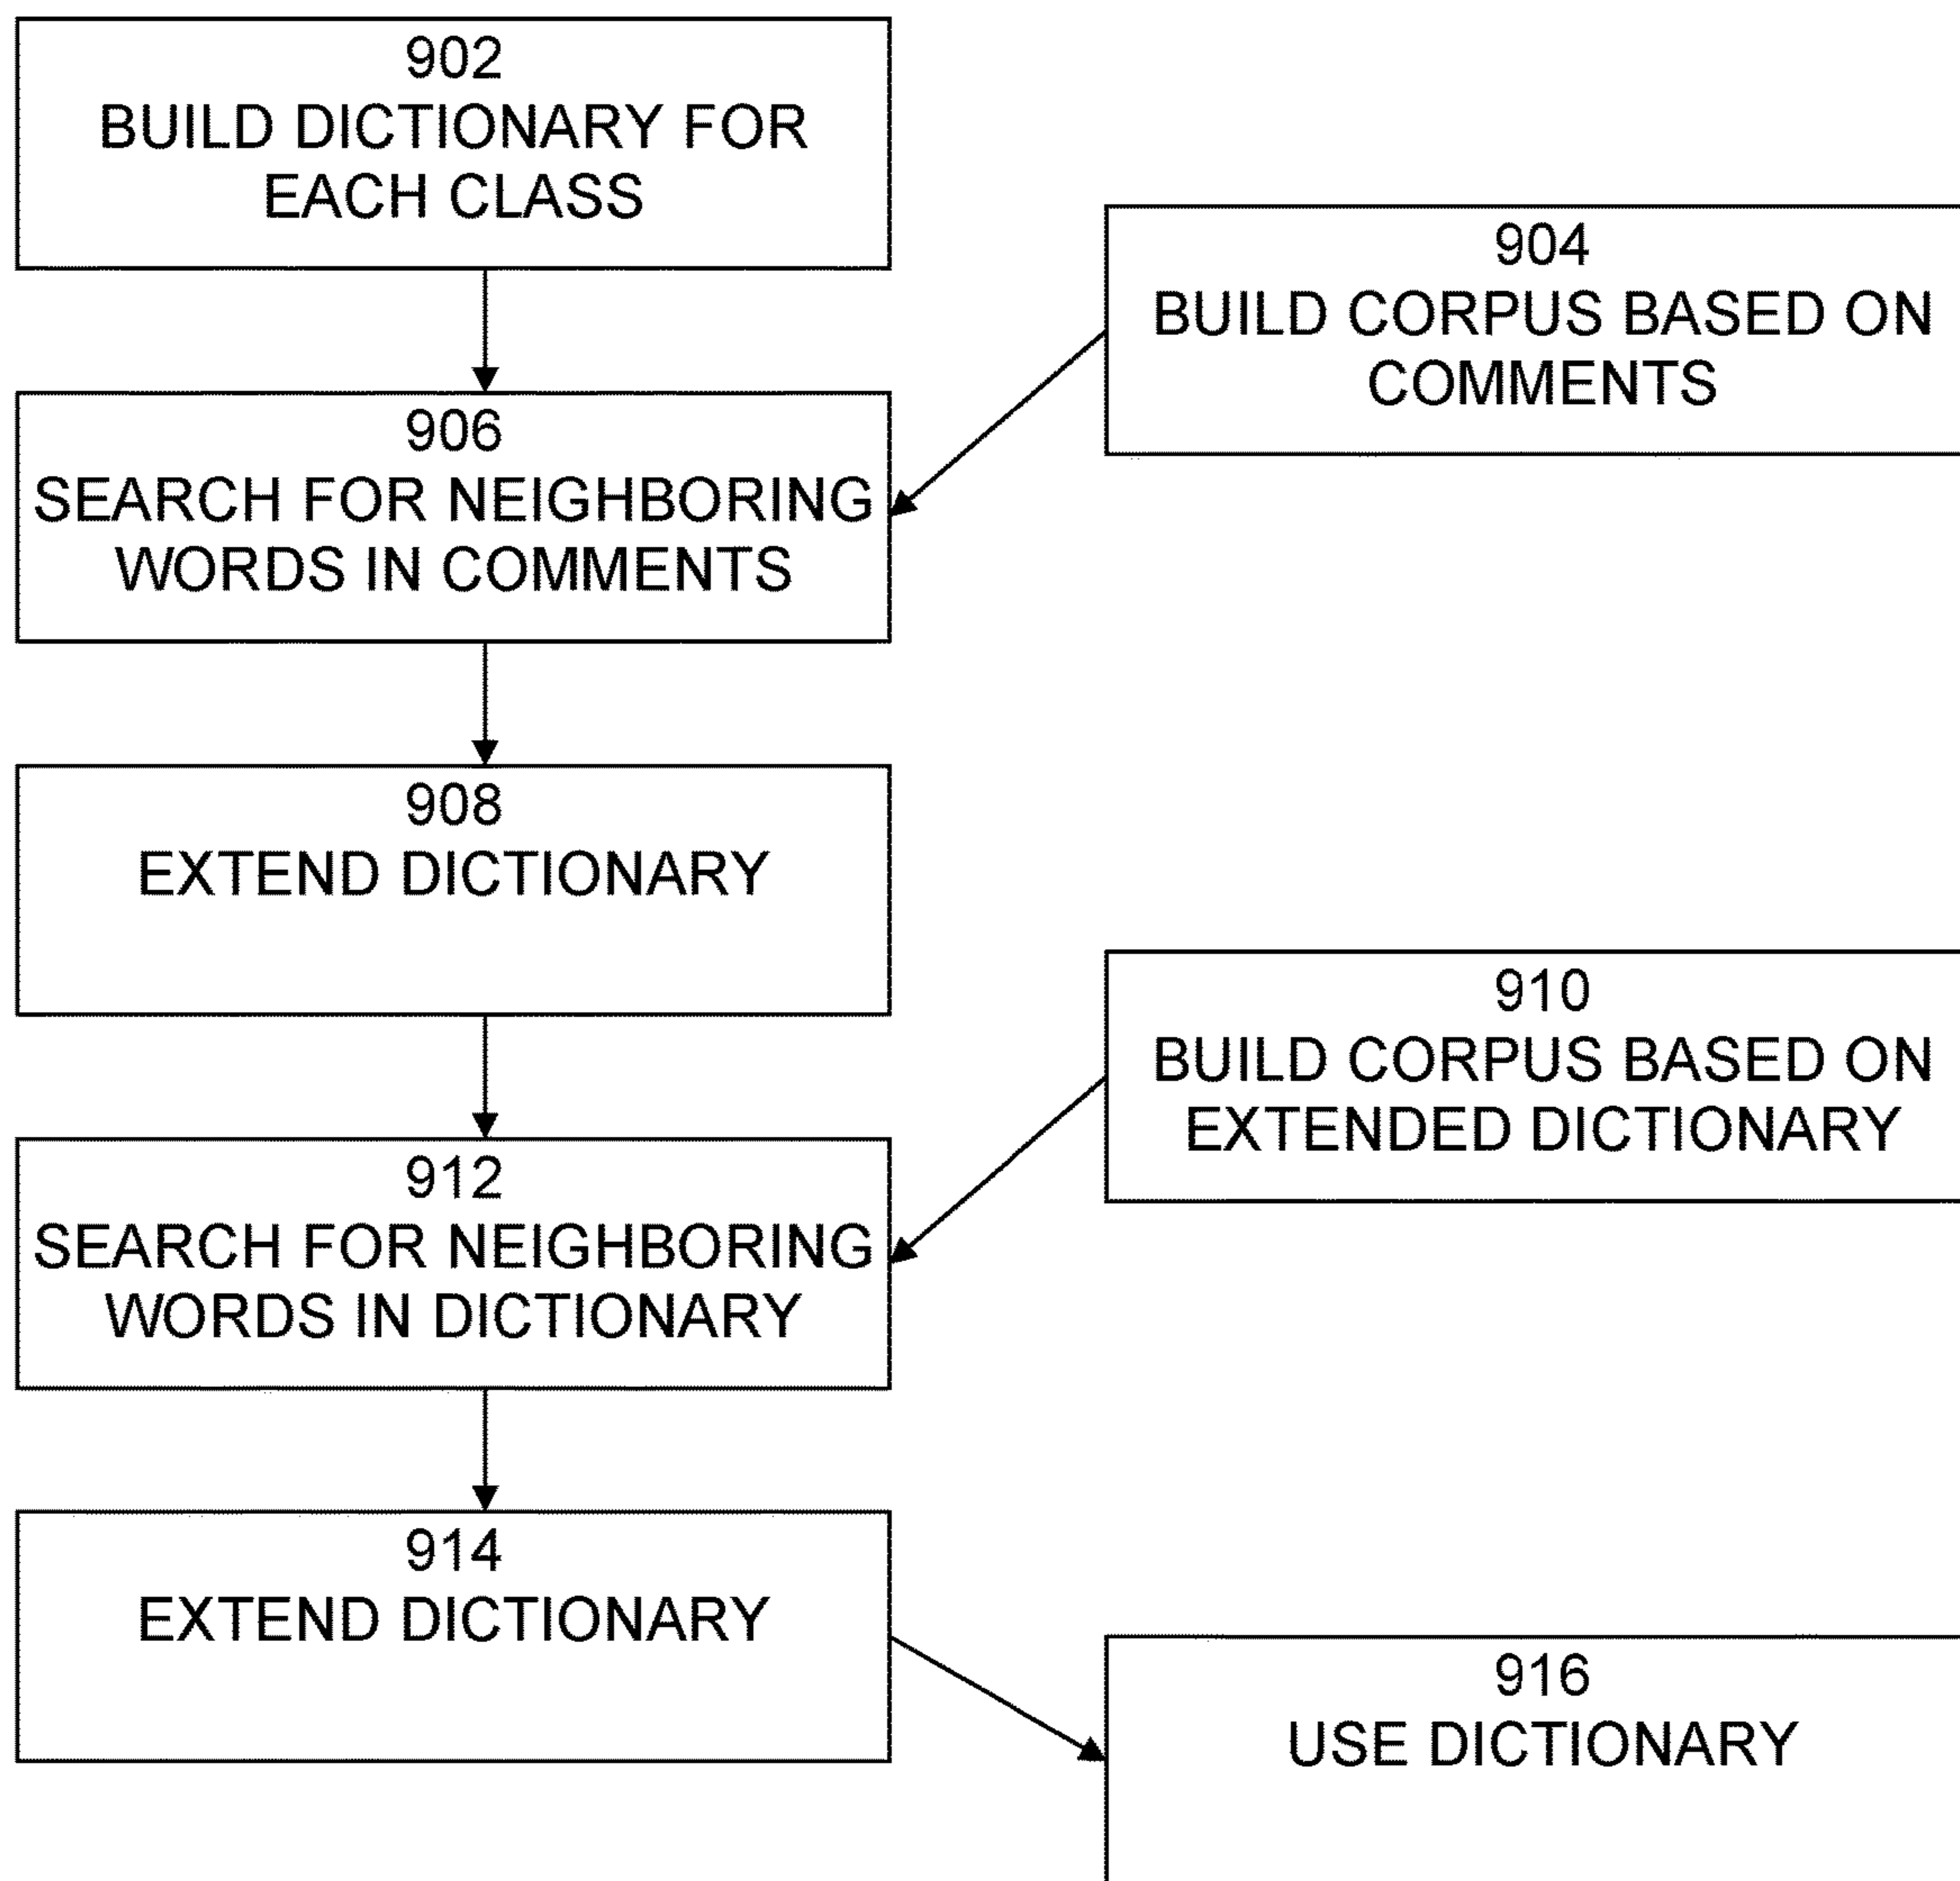 902
BUILD DICTIONARY FOR
EACH CLASS
904
BUILD CORPUS BASED ON
COMMENTS
906
SEARCH FOR NEIGHBORING
WORDS IN COMMENTS
908
EXTEND DICTIONARY
910
BUILD CORPUS BASED ON
EXTENDED DICTIONARY
912
SEARCH FOR NEIGHBORING
WORDS IN DICTIONARY
914
EXTEND DICTIONARY
916
USE DICTIONARY